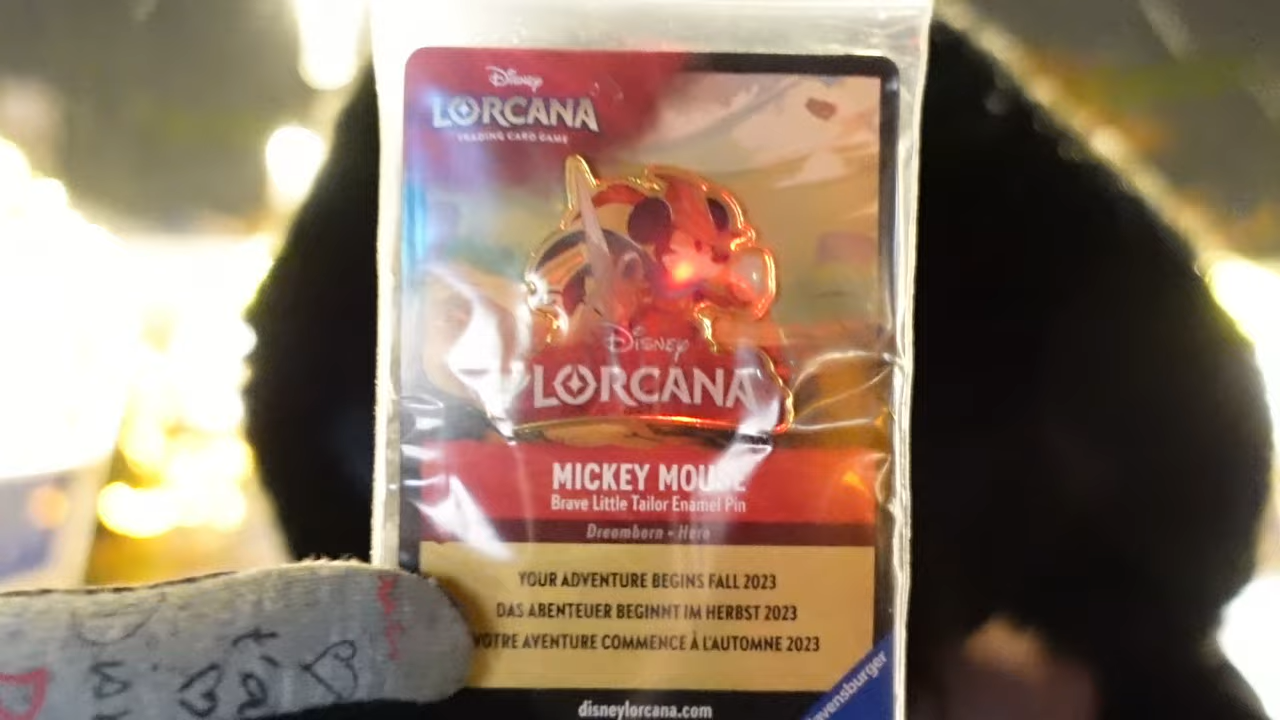 Disney
LORCANA
TRADING CARD GAME
DISNEY
LORCANA
MICKEY MOUSE
Brave Little Tailor Enamel Pin
Dreamborn • Hero
YOUR ADVENTURE BEGINS FALL 2023
DAS ABENTEUER BEGINNT IM HERBST 2023
VOTRE AVENTURE COMMENCE À L'AUTOMNE 2023
Ravensburger
disneylorcana.com